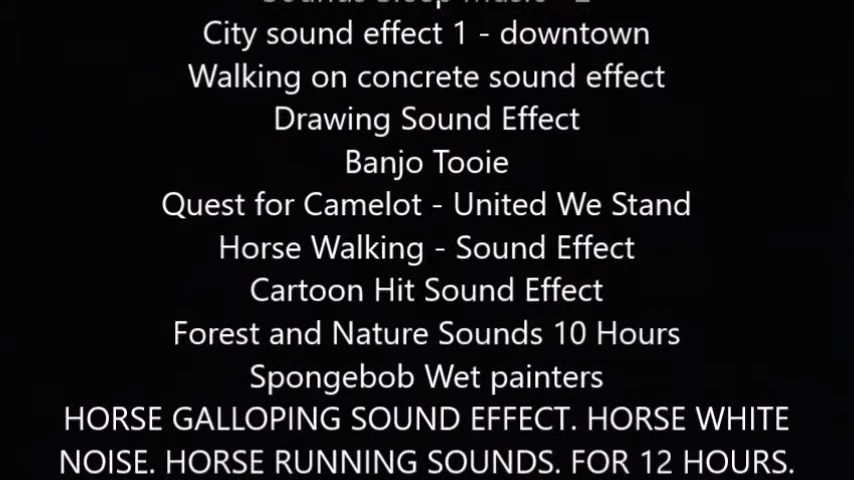 City sound effect 1 - downtown
Walking on concrete sound effect
Drawing Sound Effect
Banjo Tooie
Quest for Camelot - United We Stand
Horse Walking - Sound Effect
Cartoon Hit Sound Effect
Forest and Nature Sounds 10 Hours
Spongebob Wet painters
HORSE GALLOPING SOUND EFFECT. HORSE WHITE
NOISE. HORSE RUNNING SOUNDS. FOR 12 HOURS.